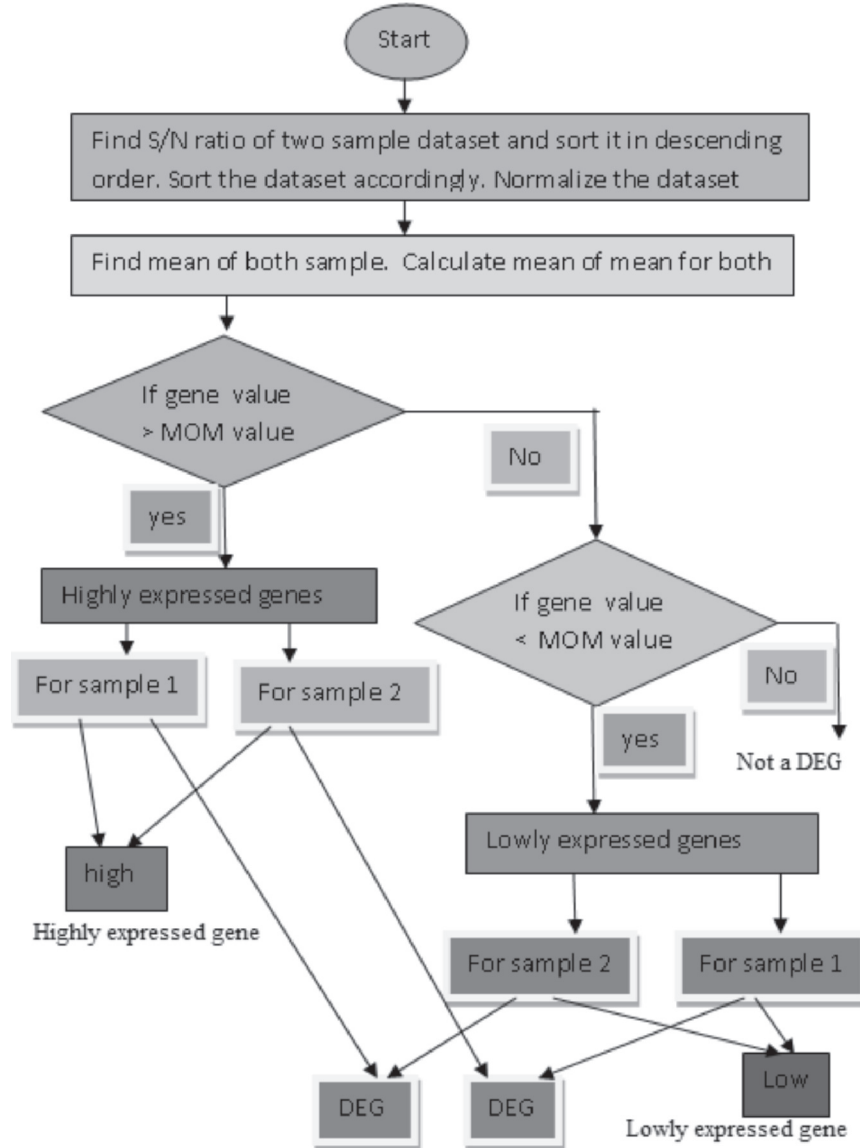 Start
Find S/N ratio of two sample dataset and sort it in descending
order. Sort the dataset accordingly. Normalize the dataset
Find mean of both sample. Calculate mean of mean for both
If gene value
> MOM value
No
yes
Highly expressed genes
If gene value
< MOM value
For sample 1
For sample 2
No
yes
Not a DEG
Lowly expressed genes
high
Highly expressed gene
For sample 2
For sample 1
DEG
DEG
Low
Lowly expressed gene